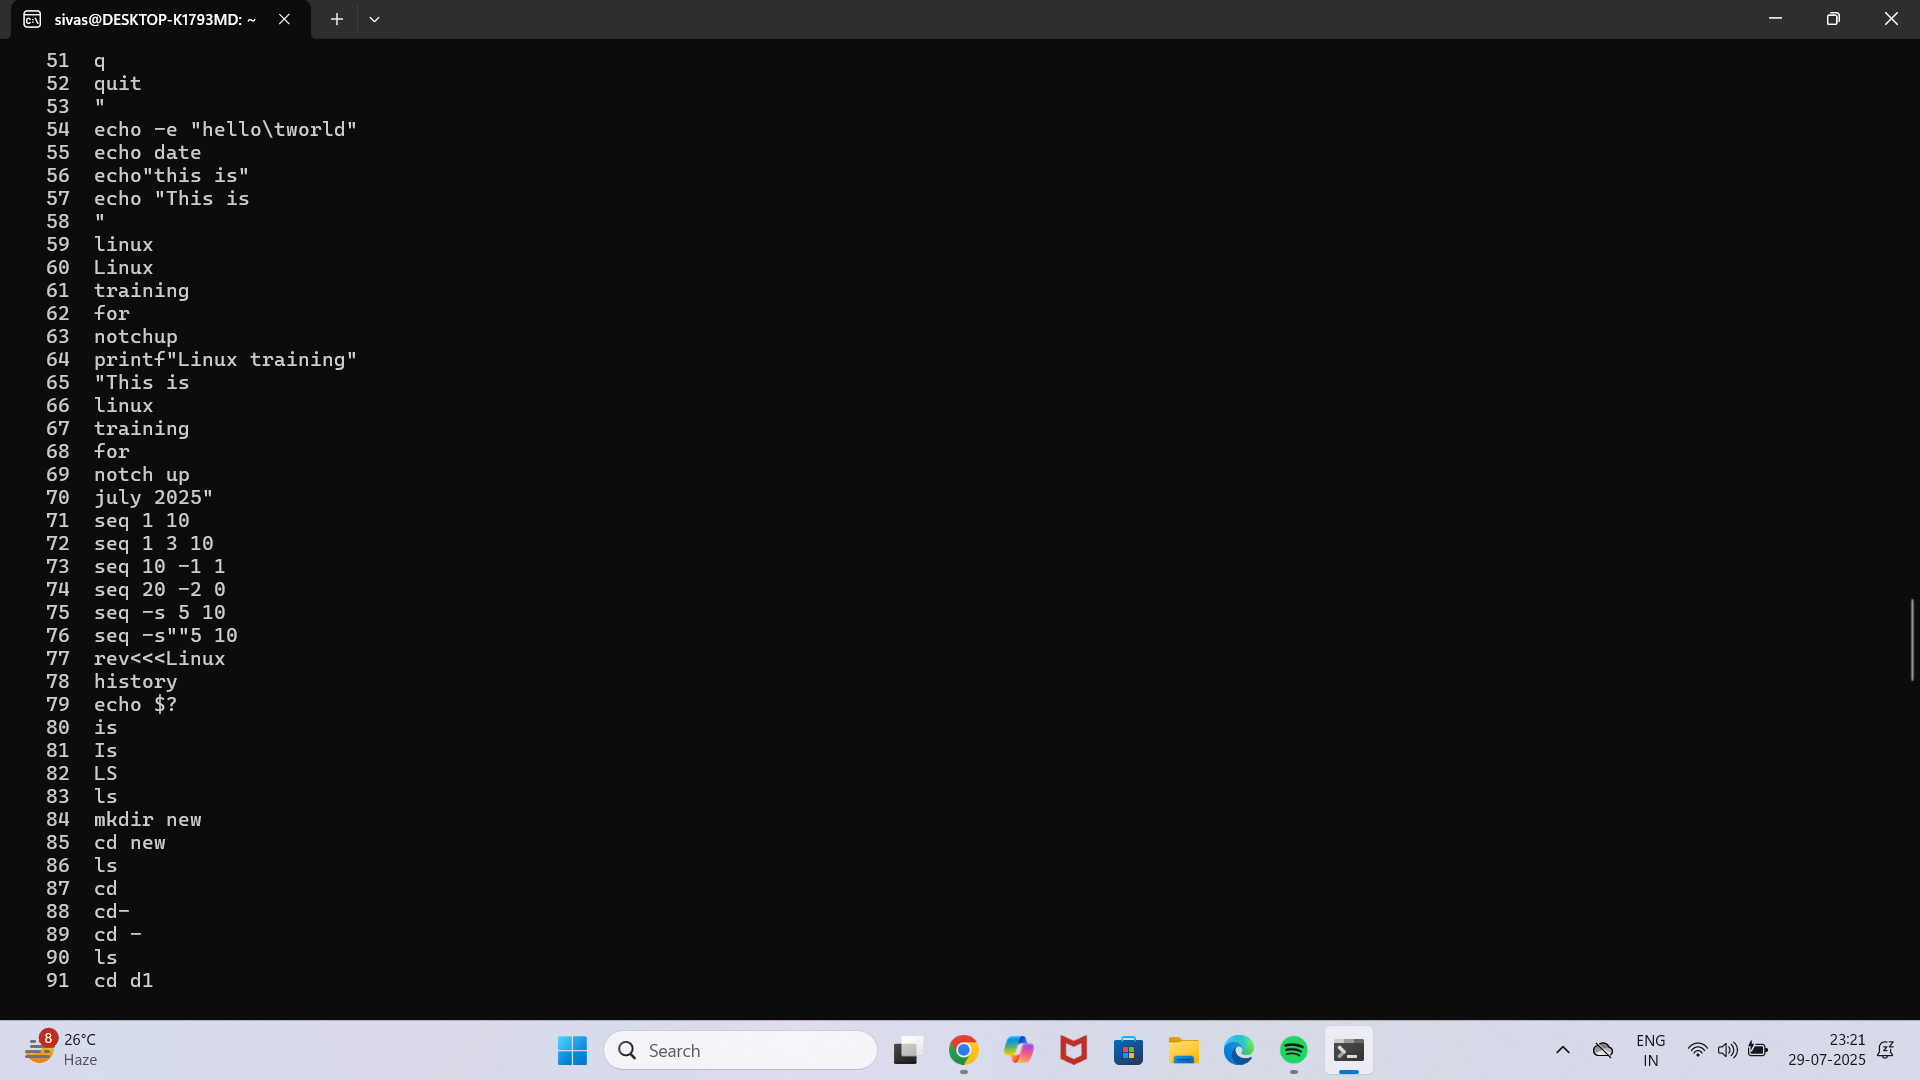 sivas@DESKTOP-K1793MD: ~
51 q
52 quit
53 "
54 echo -e "hello\tworld"
55 echo date
56 echo"this is"
57 echo "This is
58 "
59 linux
60 Linux
61 training
62 for
63 notchup
64 printf"Linux training"
65 "This is
66 linux
67 training
68 for
69 notch up
70 july 2025"
71 seq 1 10
72 seq 1 3 10
73 seq 10 -1 1
74 seq 20 -2 0
75 seq -s 5 10
76 seq -s""5 10
77 rev<<<Linux
78 history
79 echo $?
80 is
81 Is
82 LS
83 ls
84 mkdir new
85 cd new
86 ls
87 cd
88 cd-
89 cd -
90 ls
91 cd d1
8
26°C
Haze
Search
ENG
IN
23:21
29-07-2025